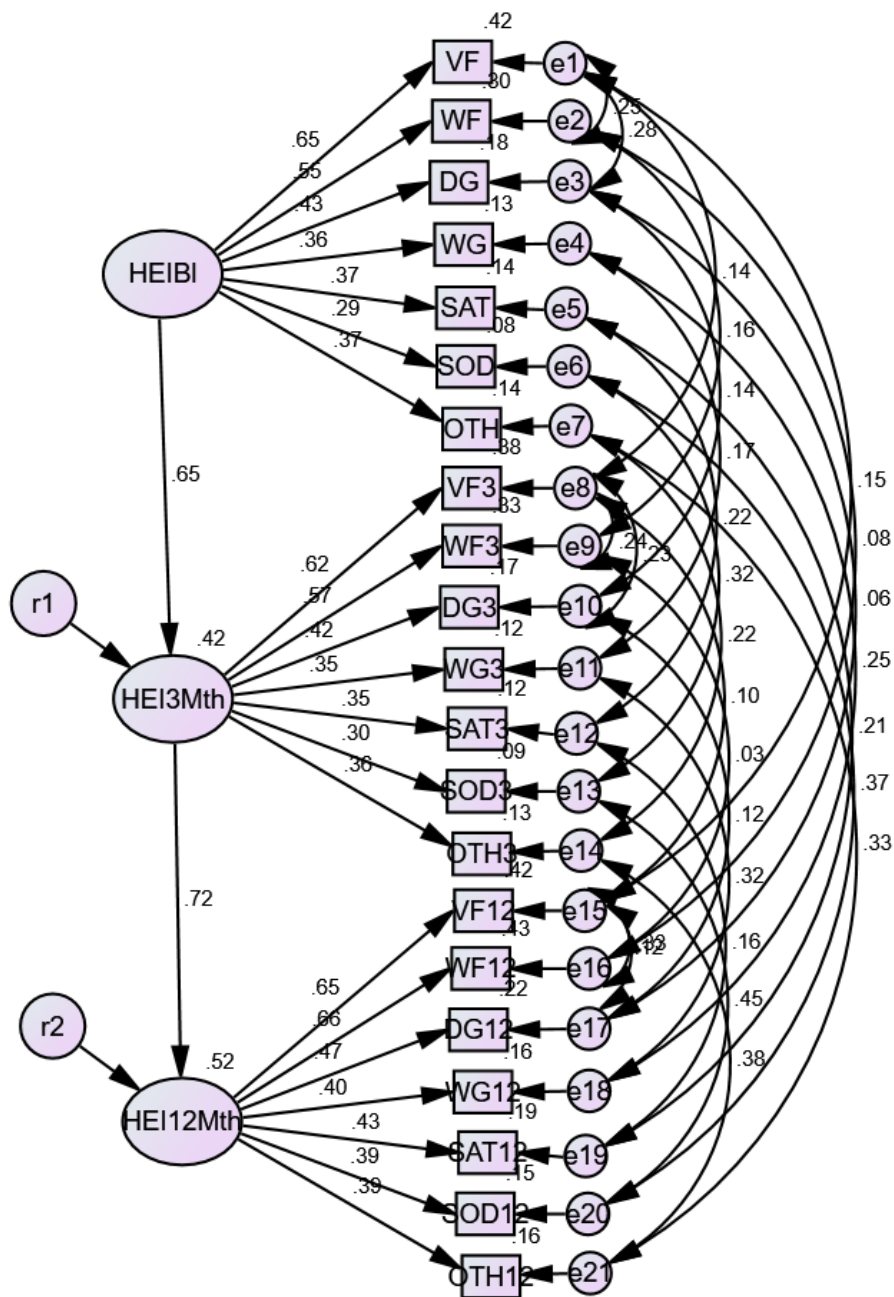 .42
VF
e1
.30
.25
WF
e2
.28
.18
.65
DG
e3
.55
.13
.43
.36
WG
e4
HEIBl
.14
.14
.37
SAT
e5
.29
.08
.16
.37
SOD
e6
.14
.14
OTH
e7
.38
.17
.65
VF3
e8
.15
.33
.22
WF3
e9
.24
.08
.62
.17
.23
.32
.57
DG3
e10
.06
r1
.42
.12
.22
.42
.35
WG3
e11
.25
HEI3Mth
.12
.10
.35
SAT3
e12
.21
.30
.09
.03
.36
SOD3
e13
.37
.13
.12
OTH3
e14
.33
.42
.32
.72
VF12
e15
.43
.33
.12
.16
WF12
e16
.65
.22
.45
.66
r2
.47
DG12
e17
.52
.16
.38
.40
WG12
e18
HEI12Mth
.19
.43
SAT12
e19
.39
.15
.39
SOD12
e20
.16
OTH12
e21